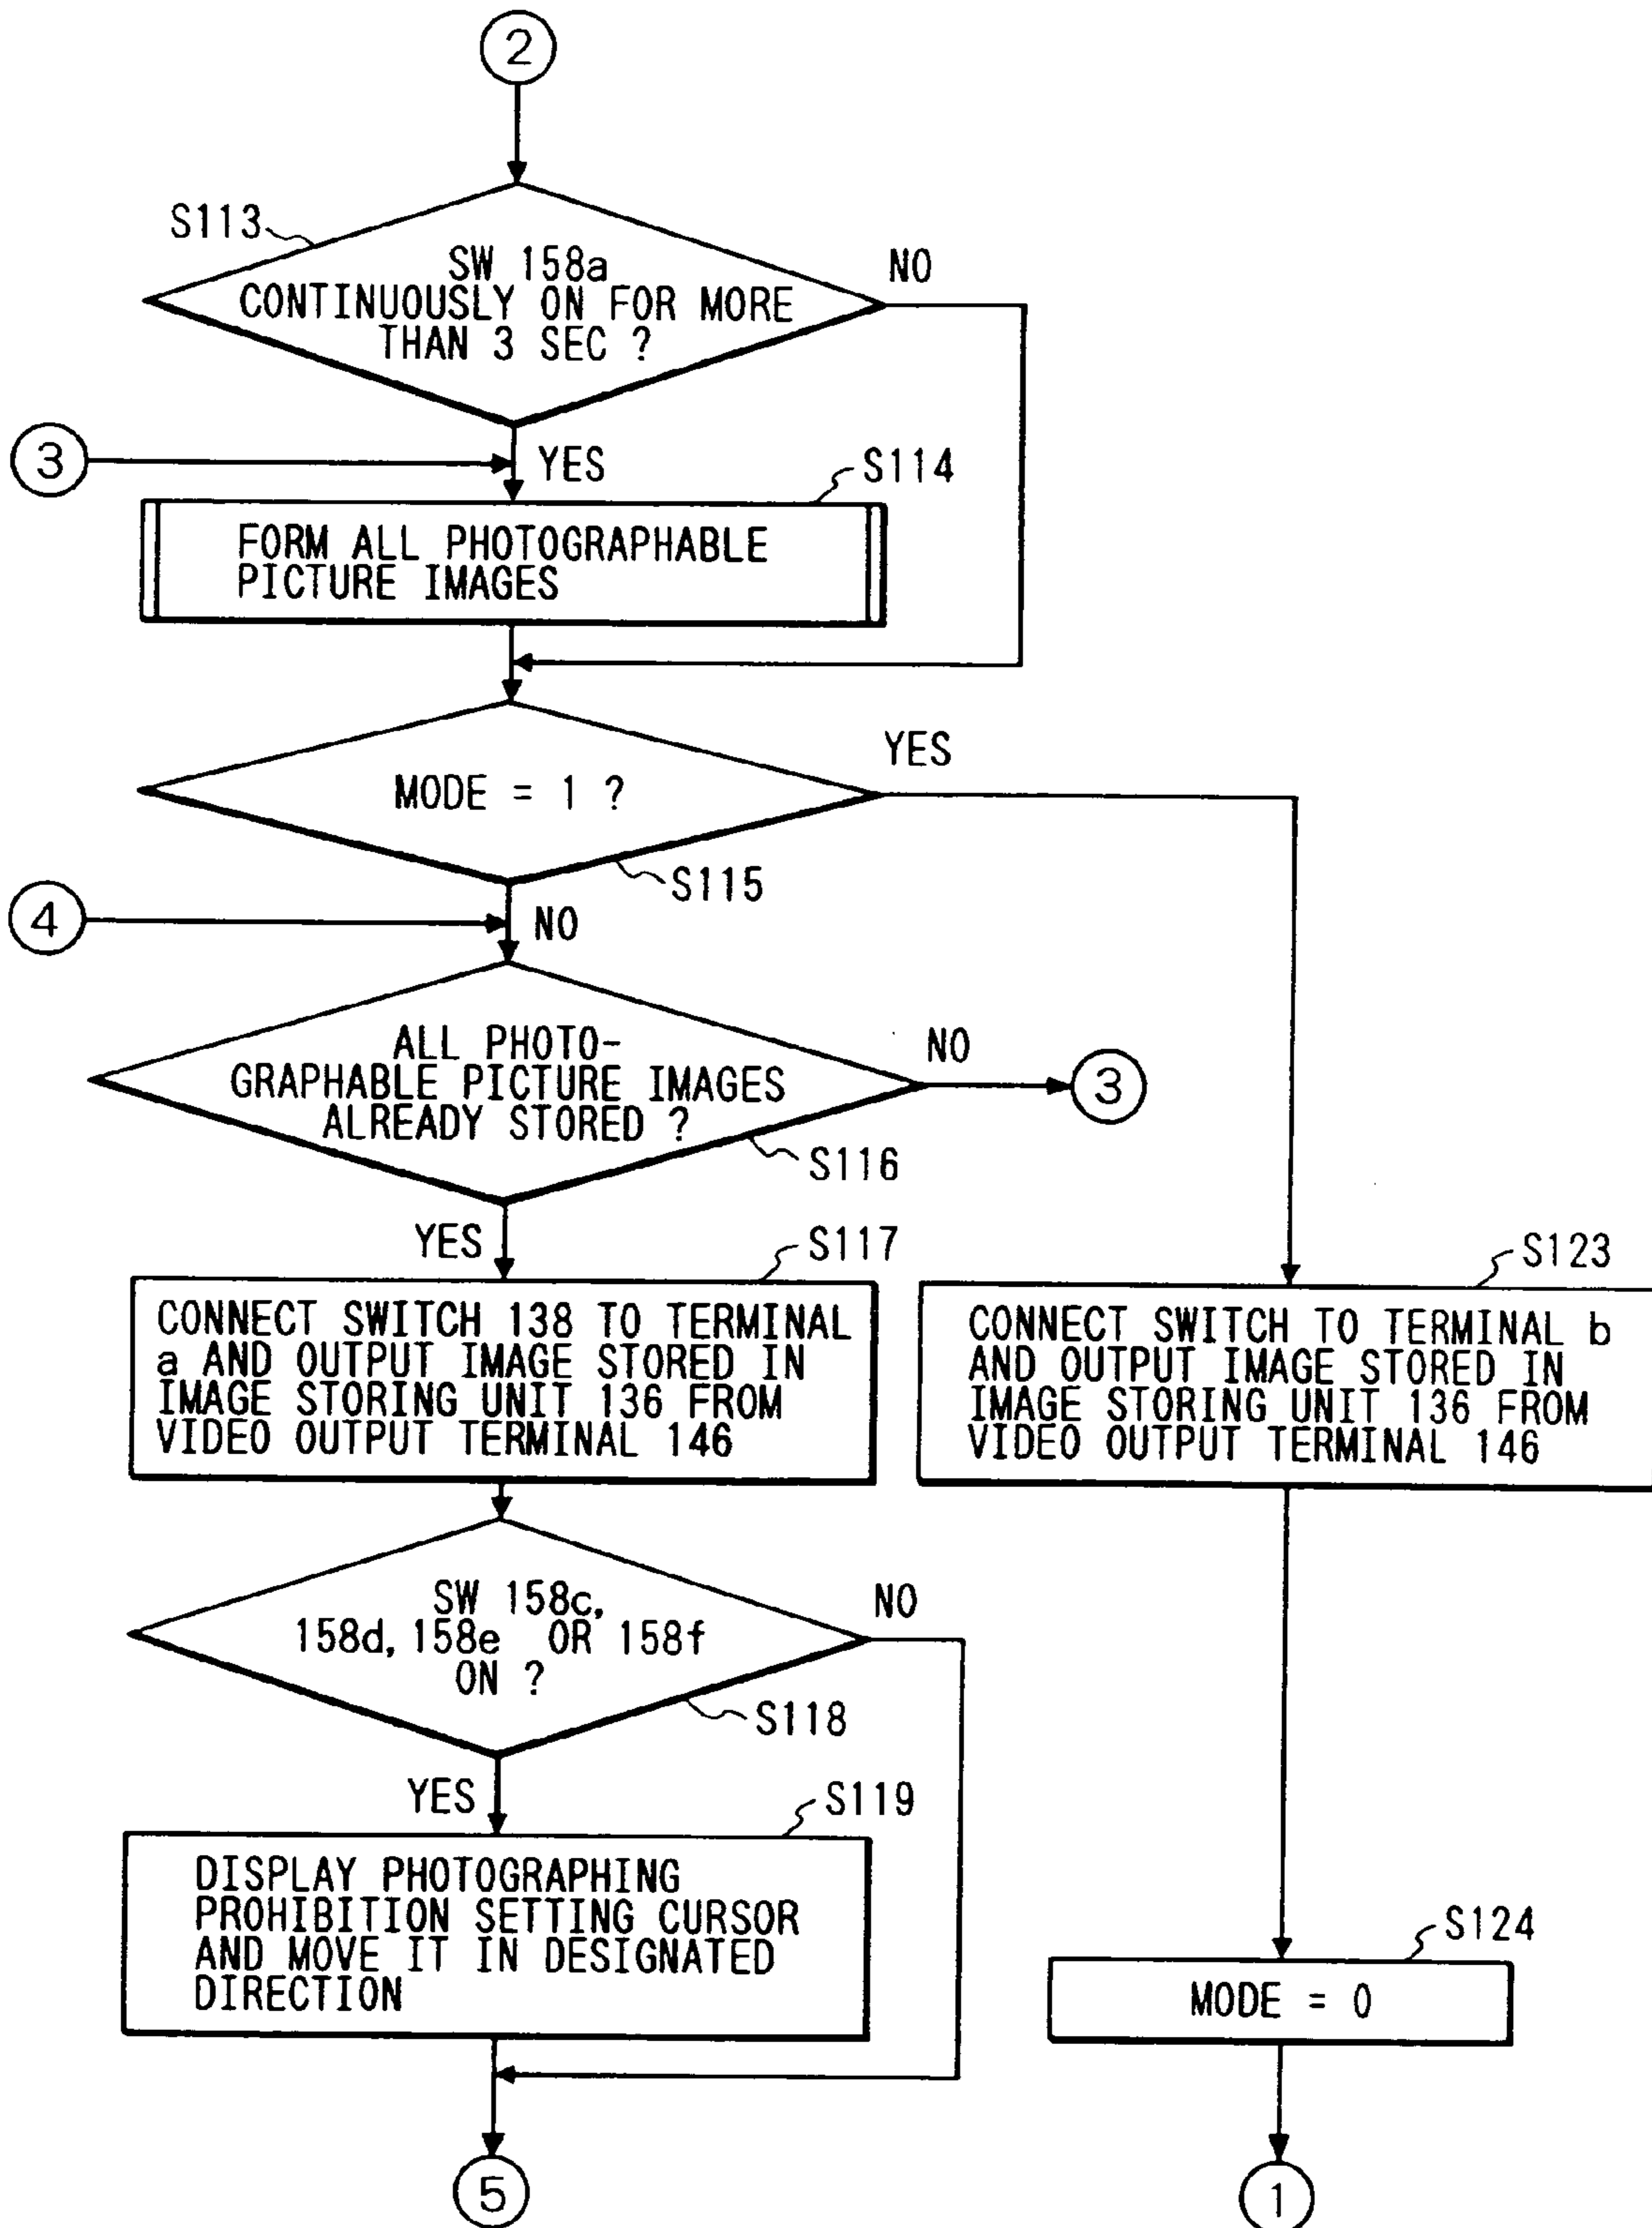 2
S113
SW 158a
CONTINUOUSLY ON FOR MORE
THAN 3 SEC ?
NO
3
YES
S114
FORM ALL PHOTOGRAPHABLE
PICTURE IMAGES
MODE = 1 ?
YES
S115
4
NO
ALL PHOTO-
GRAPHABLE PICTURE IMAGES
ALREADY STORED ?
NO
3
S116
YES
S117
CONNECT SWITCH 138 TO TERMINAL
a AND OUTPUT IMAGE STORED IN
IMAGE STORING UNIT 136 FROM
VIDEO OUTPUT TERMINAL 146
S123
CONNECT SWITCH TO TERMINAL b
AND OUTPUT IMAGE STORED IN
IMAGE STORING UNIT 136 FROM
VIDEO OUTPUT TERMINAL 146
SW 158c,
158d, 158e OR 158f
ON ?
NO
S118
YES
S119
DISPLAY PHOTOGRAPHING
PROHIBITION SETTING CURSOR
AND MOVE IT IN DESIGNATED
DIRECTION
S124
MODE = 0
5
1